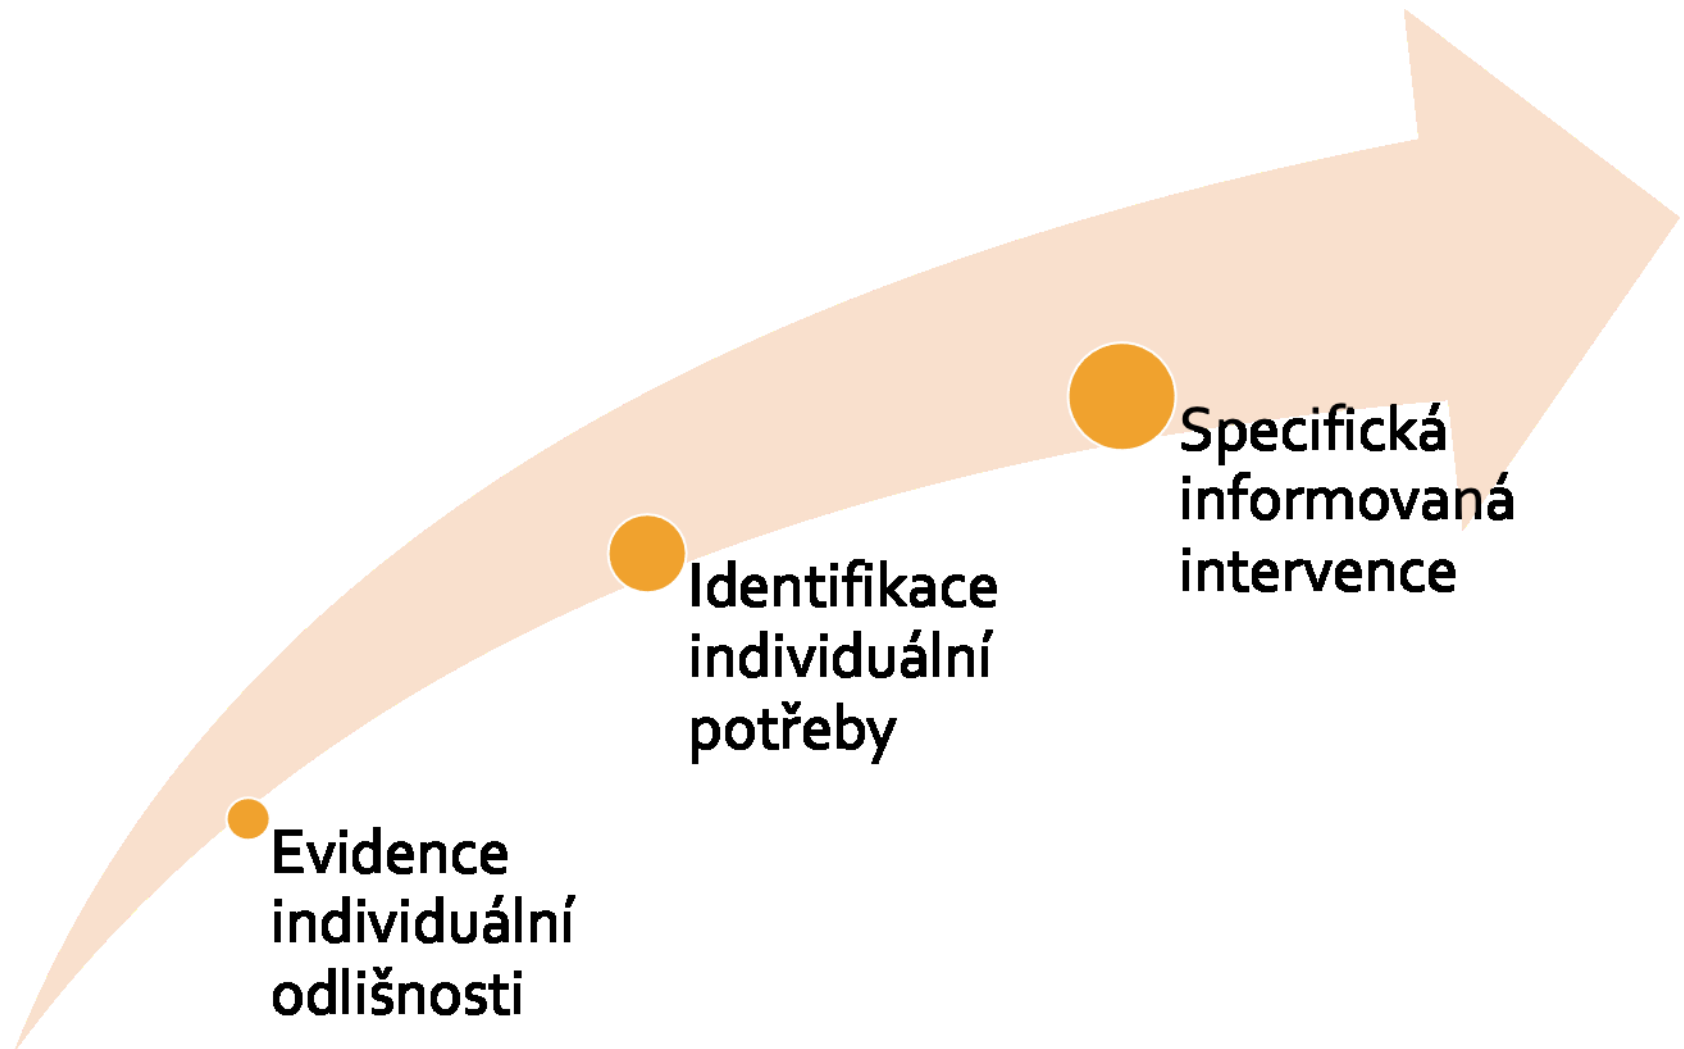 Evidence
individuální
odlišnosti
Identifikace
individuální
potřeby
Specifická
informovaná
intervence